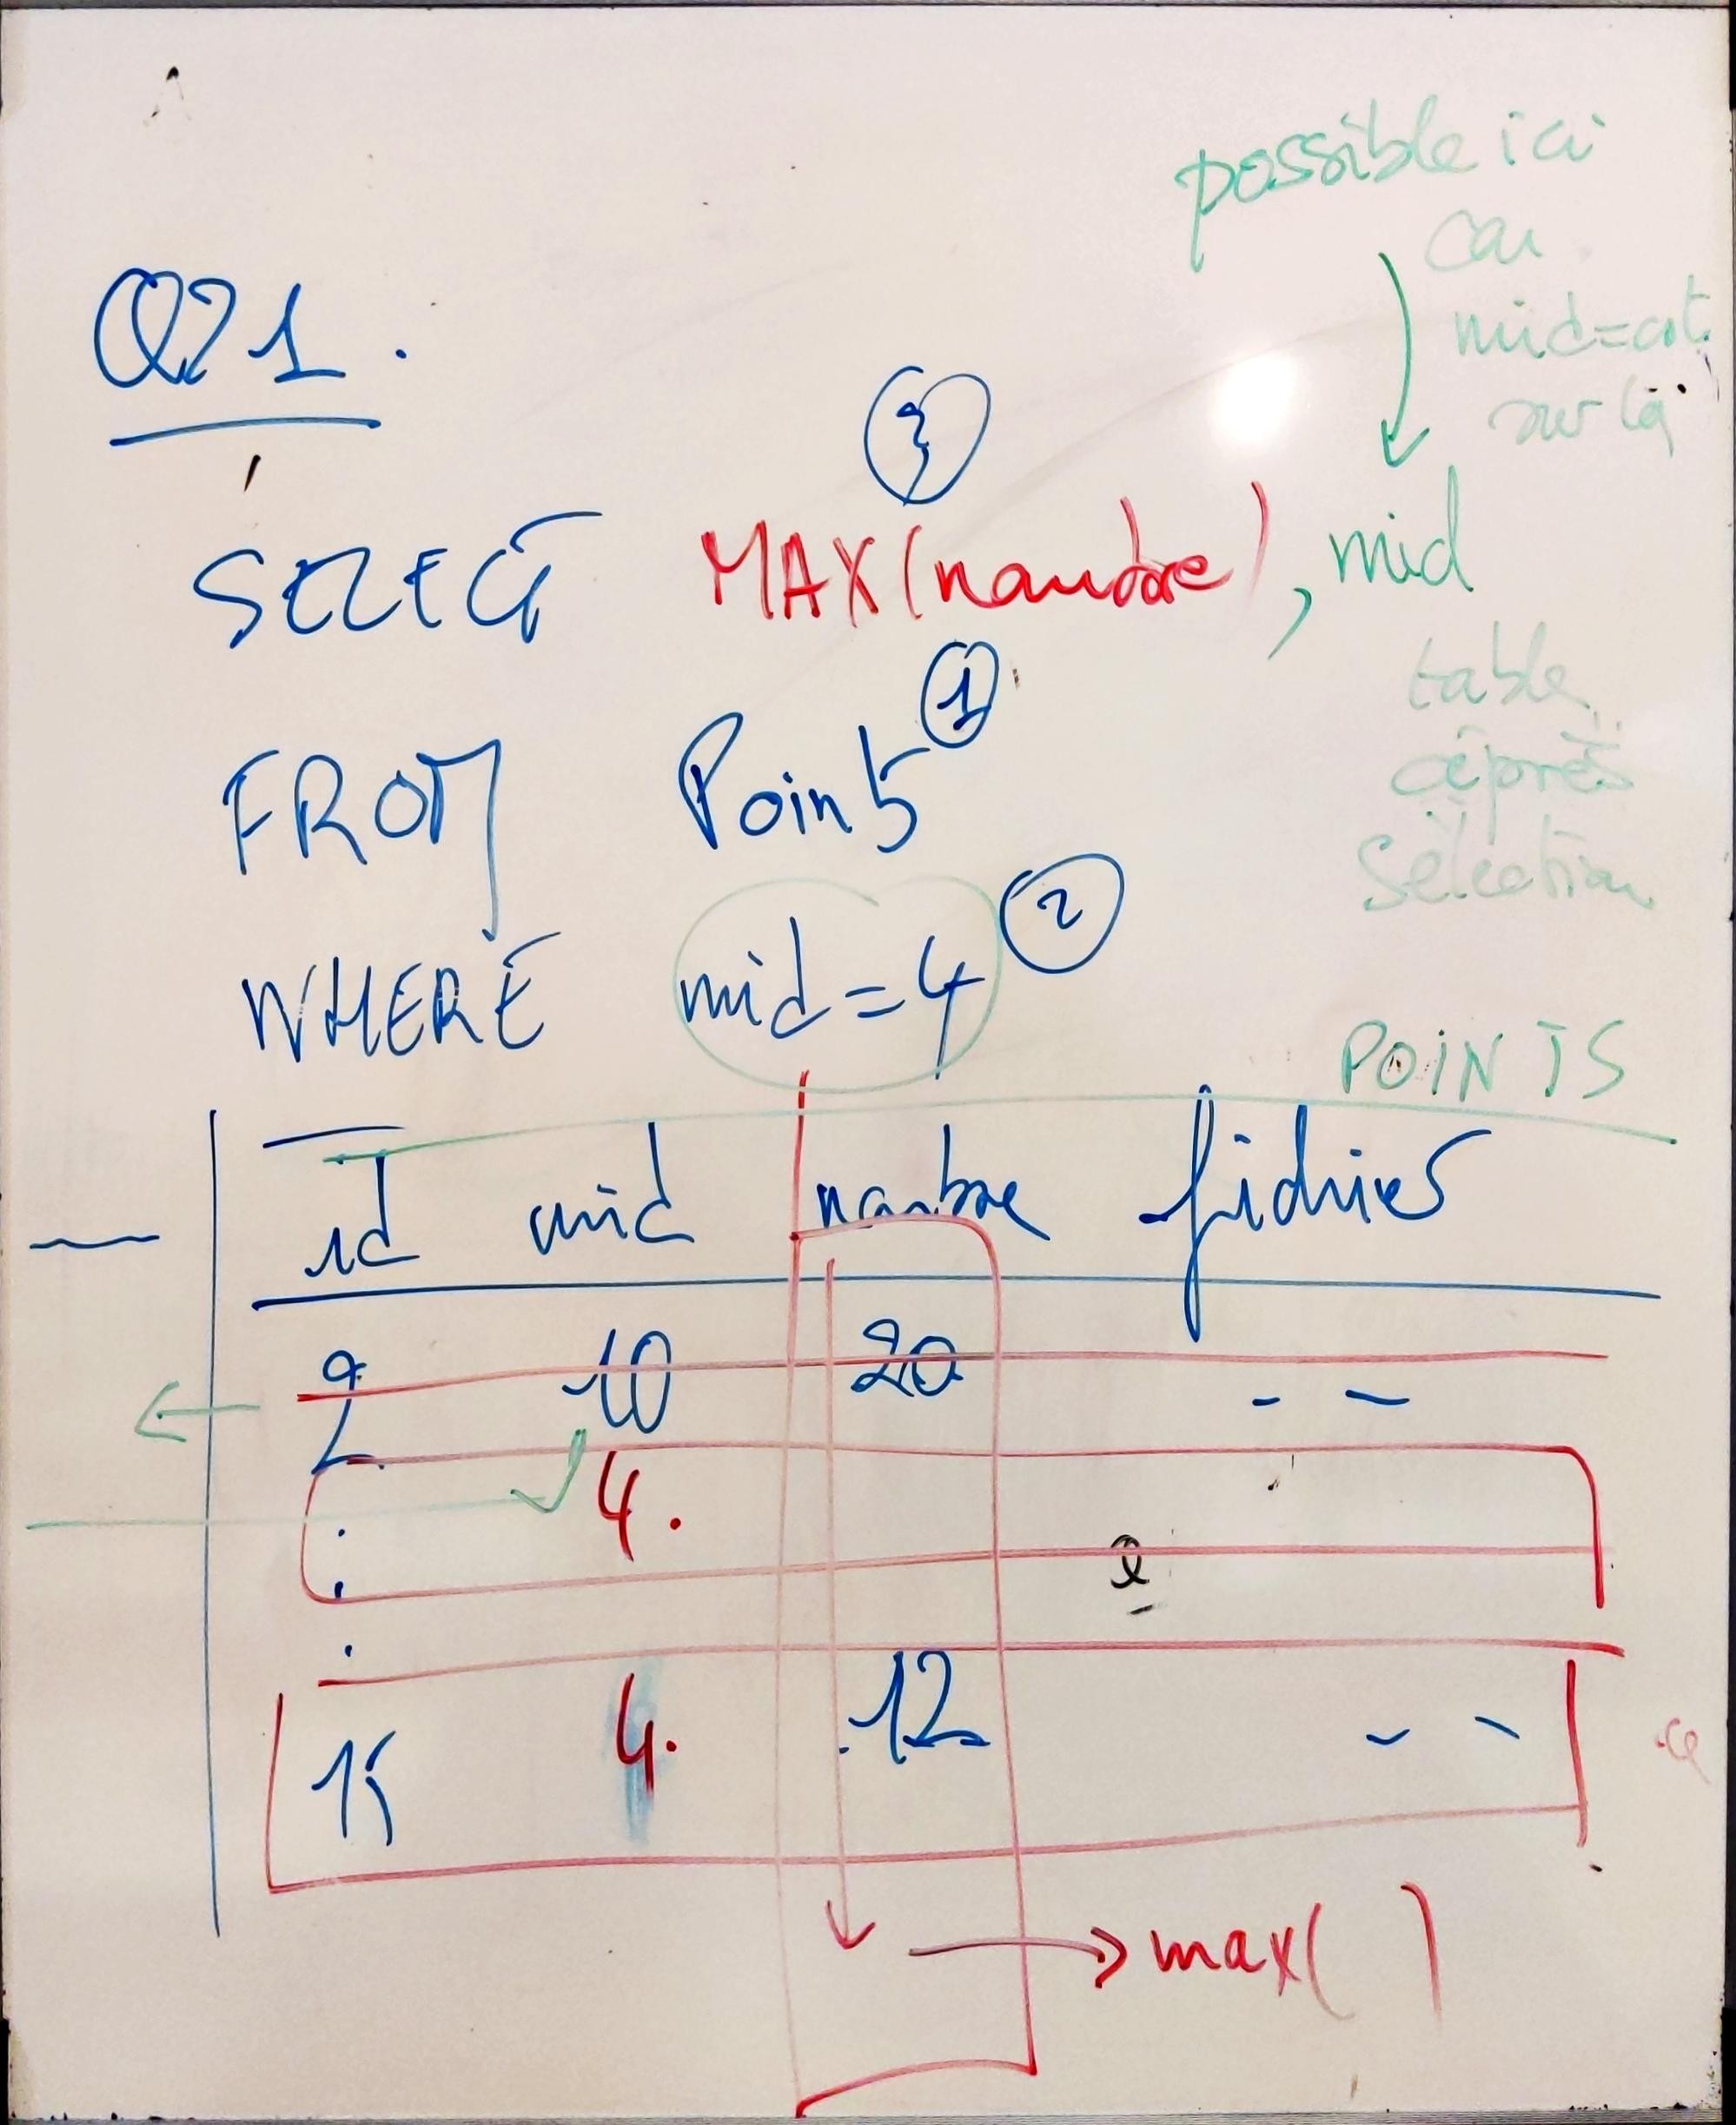 possible ici
car
mid=cst
sur la
Q21.
3
SELECT MAX(nombre), mid
table
après
sélection
1
FROM Points
2
WHERE mid=4
POINTS
id mid nombre fichier
2 10 20 - -
4.
4. 12 - -
15
→ max( )